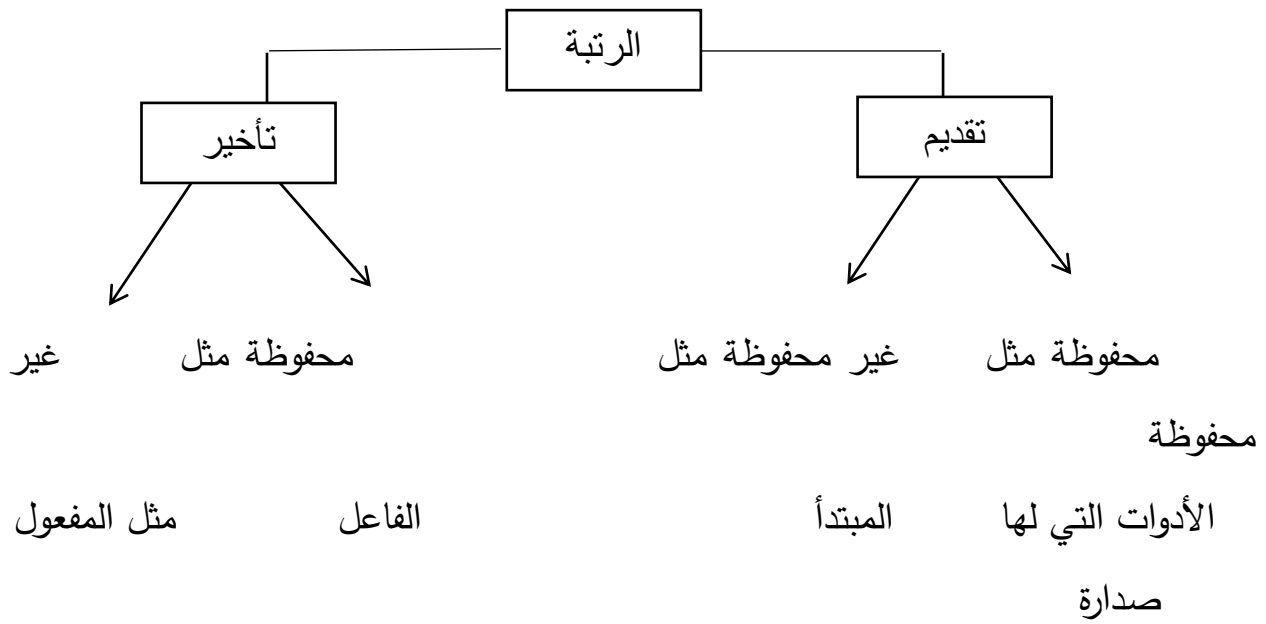 الرتبة
تقديم
تأخير
محفوظة مثل غير محفوظة مثل محفوظة مثل غير
محفوظة
الأدوات التي لها المبتدأ الفاعل مثل المفعول
صدارة